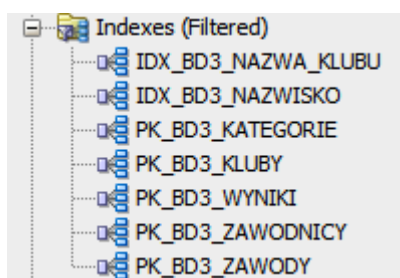 Indexes (Filtered)
IDX_BD3_NAZWA_KLUBU
IDX_BD3_NAZWISKO
PK_BD3_KATEGORIE
PK_BD3_KLUBY
PK_BD3_WYNIKI
PK_BD3_ZAWODNICY
PK_BD3_ZAWODY